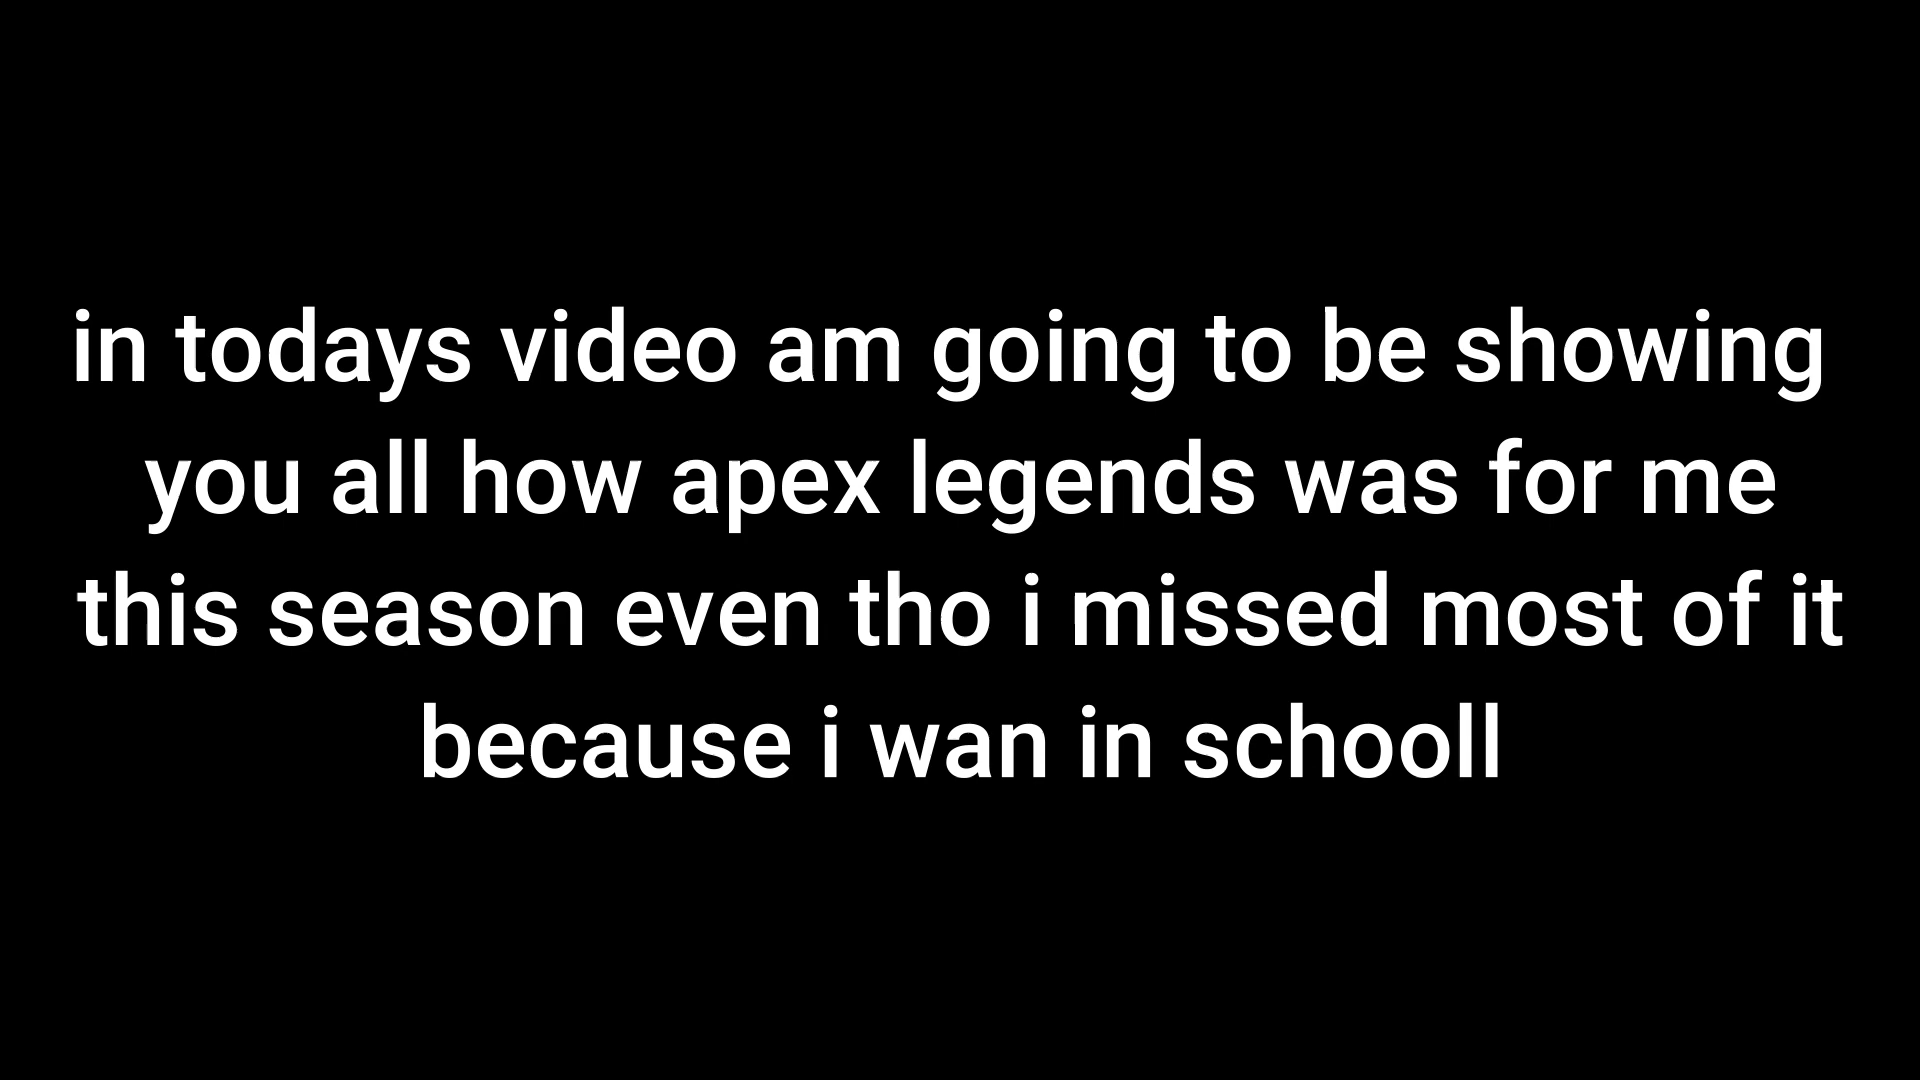 in todays video am going to be showing
you all how apex legends was for me
this season even tho i missed most of it
because i wan in schooll